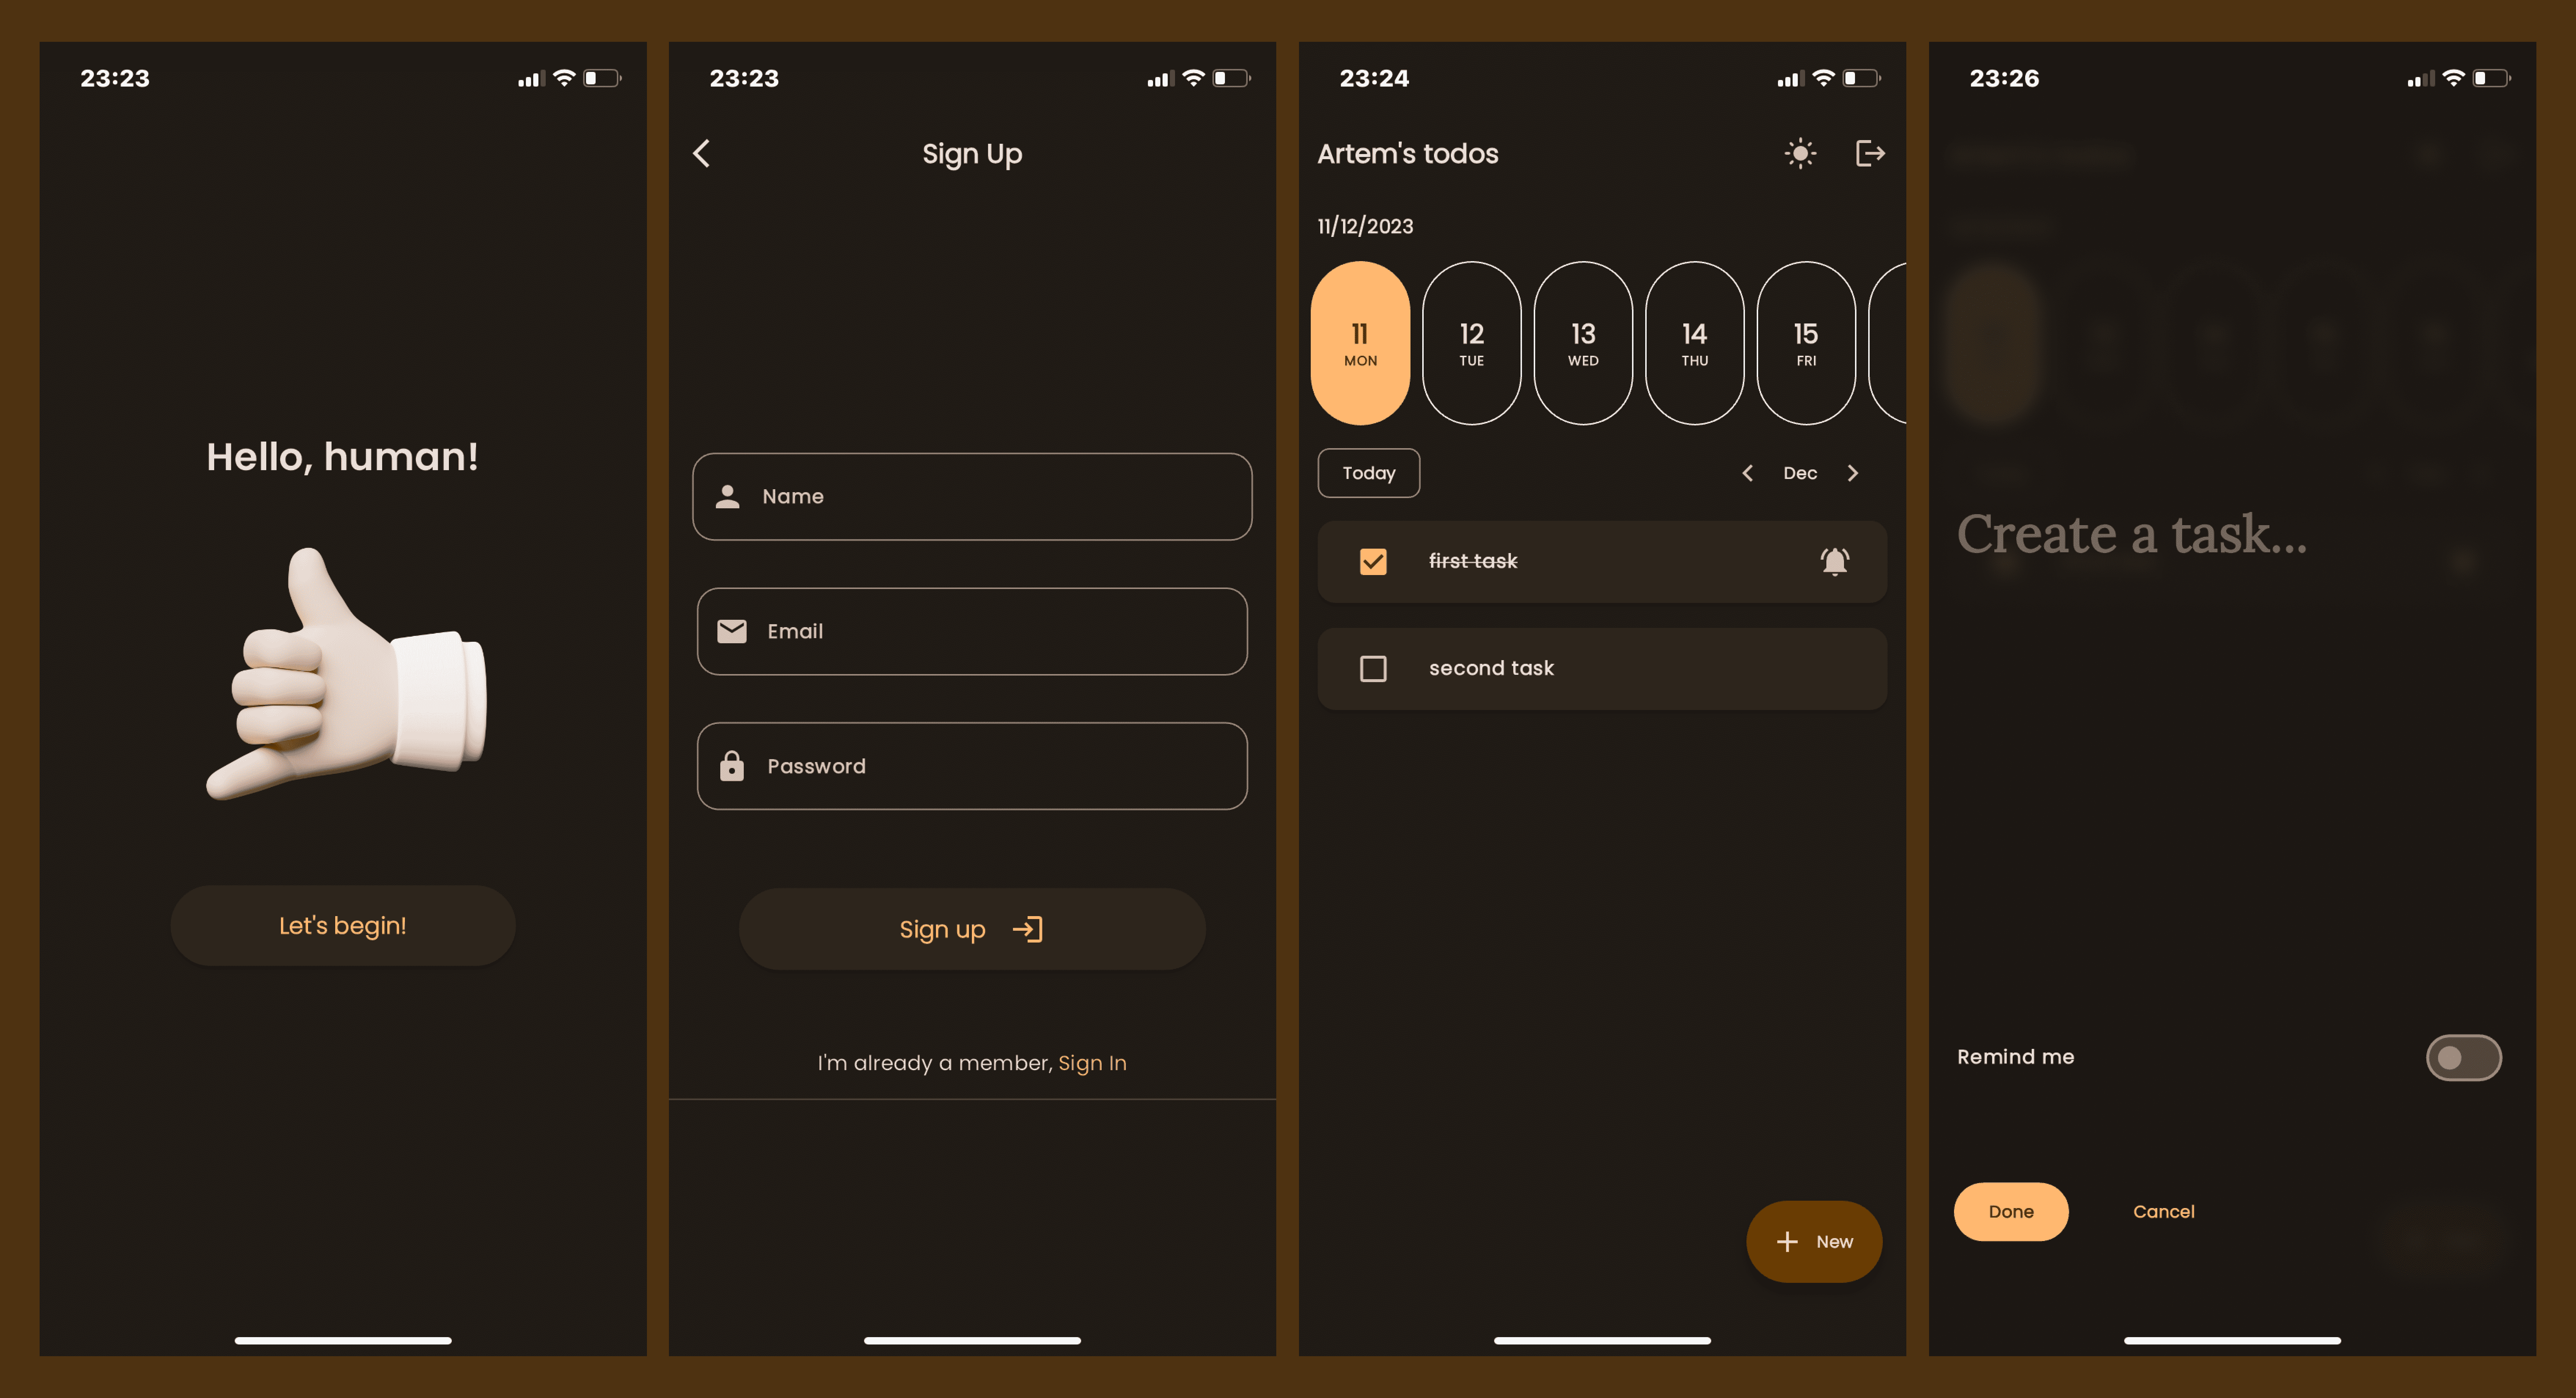 23:23
Hello, human!
Let's begin!
23:23
Sign Up
Name
Email
Password
Sign up
I'm already a member, Sign In
23:24
Artem's todos
11/12/2023
11 12 13 14 15
MON TUE WED THU FRI
Today Dec
first task
second task
New
23:26
Create a task...
Remind me
Done Cancel